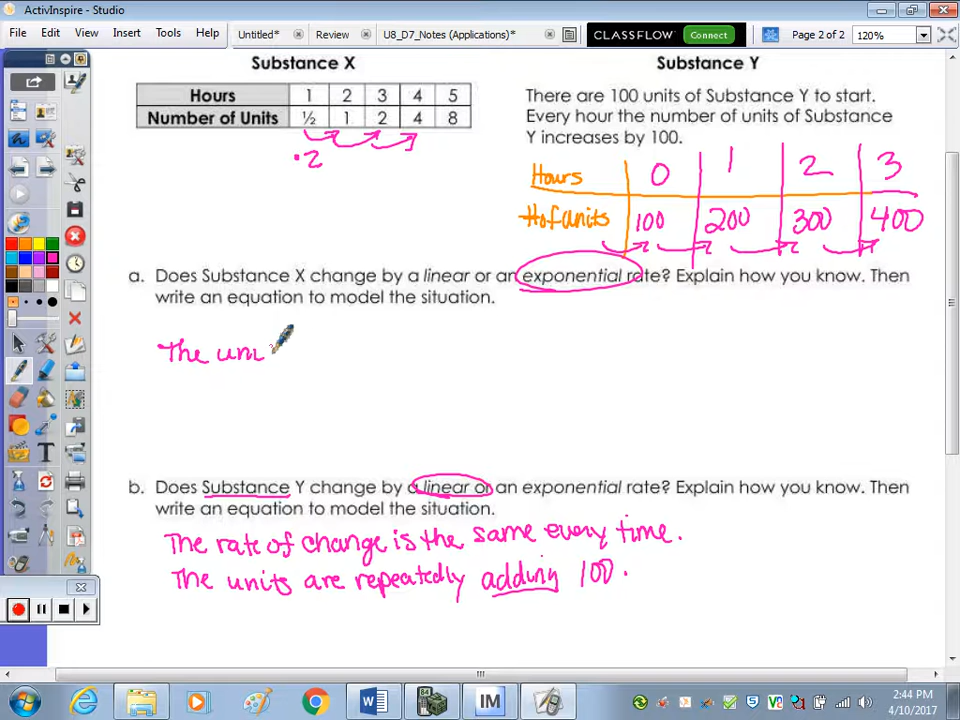 ActivInspire - Studio
File Edit View Insert Tools Help Untitled* Review U8_D7_Notes (Applications)* CLASSFLOW Connect Page 2 of 2 120%
Substance X
Hours 1 2 3 4 5
Number of Units ½ 1 2 4 8
·2
Substance Y
There are 100 units of Substance Y to start.
Every hour the number of units of Substance
Y increases by 100.
Hours 0 1 2 3
# of units 100 200 300 400
a. Does Substance X change by a linear or an exponential rate? Explain how you know. Then
write an equation to model the situation.
The uni
b. Does Substance Y change by a linear or an exponential rate? Explain how you know. Then
write an equation to model the situation.
The rate of change is the same every time.
The units are repeatedly adding 100.
84
IM
V2
2:44 PM
4/10/2017